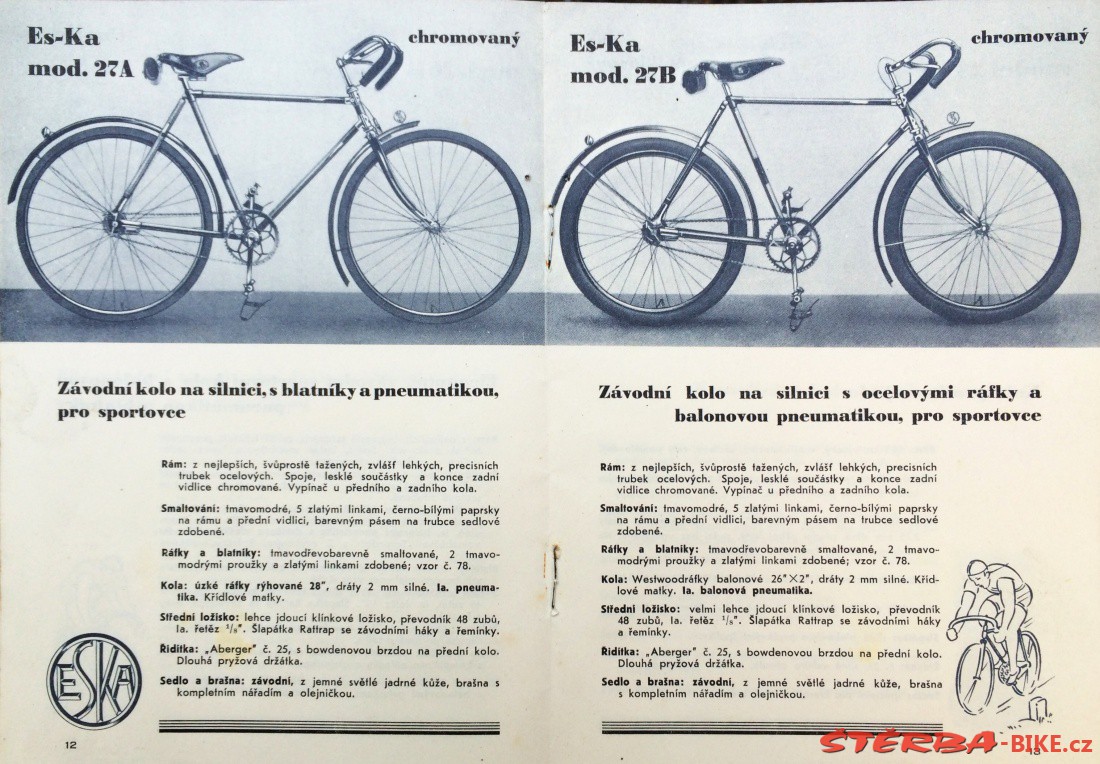 Es-Ka
mod. 27A
chromovaný
Závodní kolo na silnici, s blatníky a pneumatikou,
pro sportovce
Rám: z nejlepších, švůprostě tažených, zvlášť lehkých, precisních
trubek ocelových. Spoje, lesklé součástky a konce zadní
vidlice chromované. Vypínač u předního a zadního kola.
Smaltování: tmavomodré, 5 zlatými linkami, černo-bílými paprsky
na rámu a přední vidlici, barevným pásem na trubce sedlové
zdobené.
Ráfky a blatníky: tmavodřevobarevně smaltované, 2 tmavo-
modrými proužky a zlatými linkami zdobené; vzor č. 78.
Kola: úzké ráfky rýhované 28", dráty 2 mm silné. Ia. pneuma-
tika. Křídlové matky.
Střední ložisko: lehce jdoucí klínkové ložisko, převodník 48 zubů,
Ia. řetěz ¹/₈". Šlapátka Rattrap se závodními háky a řemínky.
Řidítka: „Aberger" č. 25, s bowdenovou brzdou na přední kolo.
Dlouhá pryžová držátka.
Sedlo a brašna: závodní, z jemné světlé jadrné kůže, brašna s
kompletním nářadím a olejničkou.
ESKA
12
Es-Ka
mod. 27B
chromovaný
Závodní kolo na silnici s ocelovými ráfky a
balonovou pneumatikou, pro sportovce
Rám: z nejlepších, švůprostě tažených, zvlášť lehkých, precisních
trubek ocelových. Spoje, lesklé součástky a konce zadní
vidlice chromované. Vypínač u předního a zadního kola.
Smaltování: tmavomodré, 5 zlatými linkami, černo-bílými paprsky
na rámu a přední vidlici, barevným pásem na trubce sedlové
zdobené.
Ráfky a blatníky: tmavodřevobarevně smaltované, 2 tmavo-
modrými proužky a zlatými linkami zdobené; vzor č. 78.
Kola: Westwoodráfky balonové 26"×2", dráty 2 mm silné. Kříd-
lové matky. Ia. balonová pneumatika.
Střední ložisko: velmi lehce jdoucí klínkové ložisko, převodník
48 zubů, Ia. řetěz ¹/₈". Šlapátka Rattrap se závodními háky
a řemínky.
Řidítka: „Aberger" č. 25, s bowdenovou brzdou na přední kolo.
Dlouhá pryžová držátka.
Sedlo a brašna: závodní, z jemné světlé jadrné kůže, brašna
s kompletním nářadím a olejničkou.
13
ŠTĚRBA-BIKE.cz